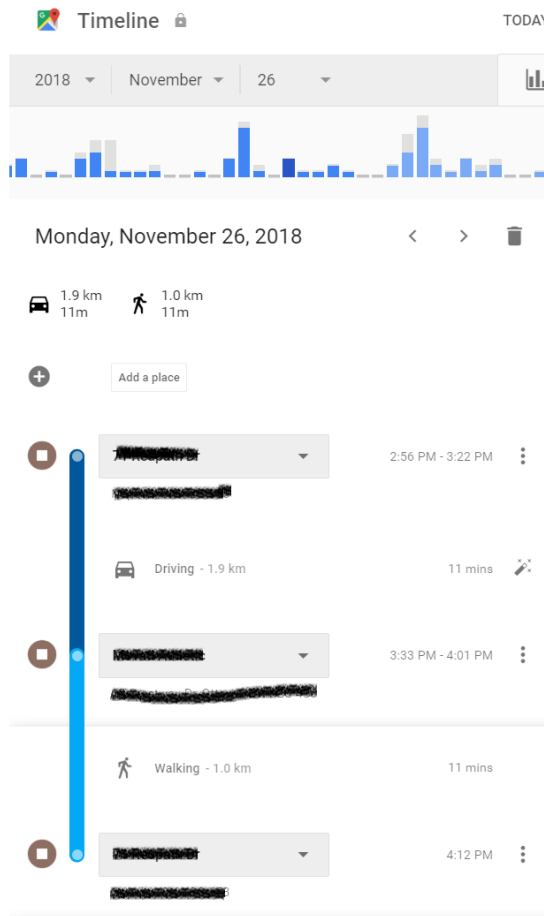 Timeline
TODAY
2018 November 26
Monday, November 26, 2018
1.9 km 1.0 km
11m 11m
Add a place
2:56 PM - 3:22 PM
Driving - 1.9 km 11 mins
3:33 PM - 4:01 PM
Walking - 1.0 km 11 mins
4:12 PM